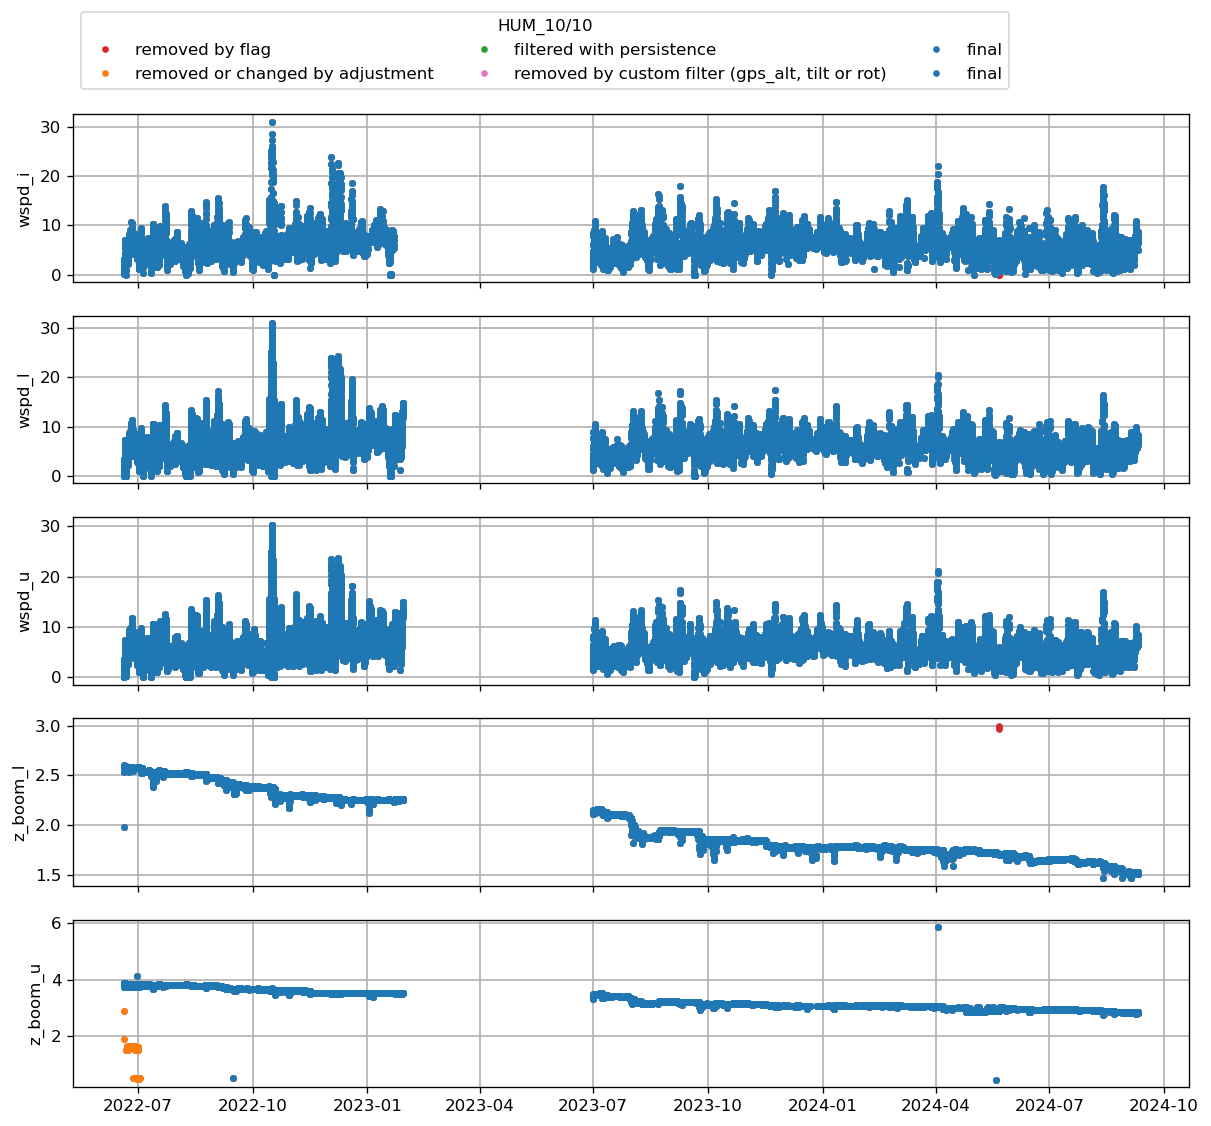 HUM_10/10
removed by flag
filtered with persistence
final
removed or changed by adjustment
removed by custom filter (gps_alt, tilt or rot)
final
30
20
10
0
wspd_i
30
20
10
0
wspd_l
30
20
10
0
wspd_u
3.0
2.5
2.0
1.5
z_boom_l
6
4
2
z_boom_u
2022-07
2022-10
2023-01
2023-04
2023-07
2023-10
2024-01
2024-04
2024-07
2024-10